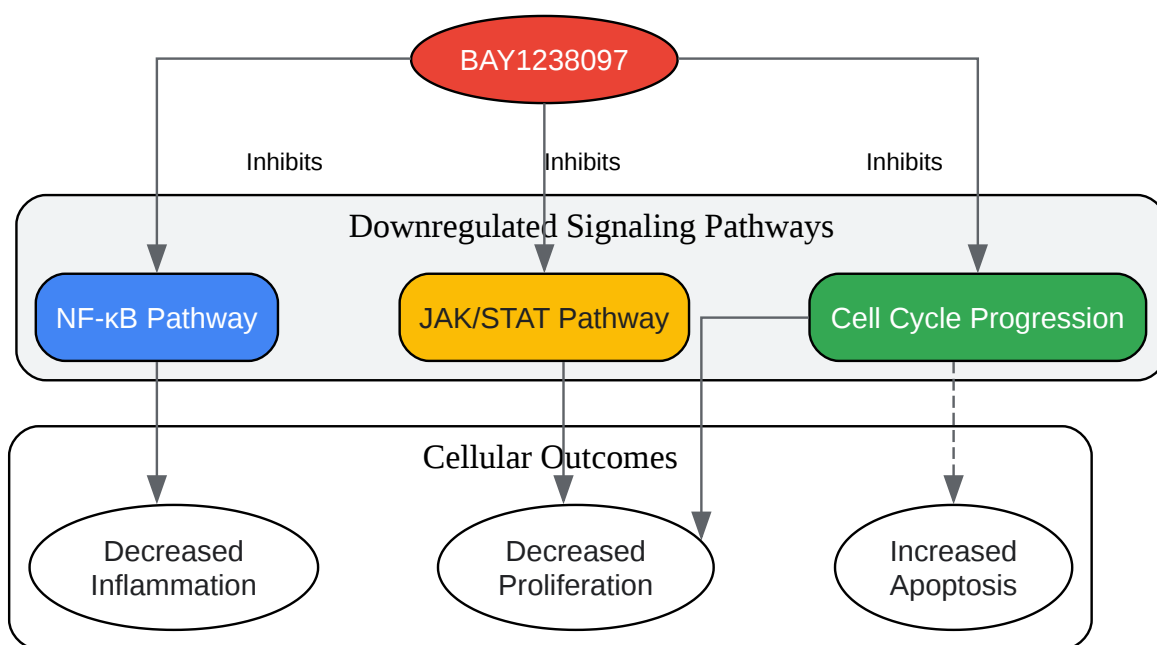 BAY1238097
Inhibits
Inhibits
Inhibits
Downregulated Signaling Pathways
NF-κB Pathway
JAK/STAT Pathway
Cell Cycle Progression
Cellular Outcomes
Decreased
Inflammation
Decreased
Proliferation
Increased
Apoptosis